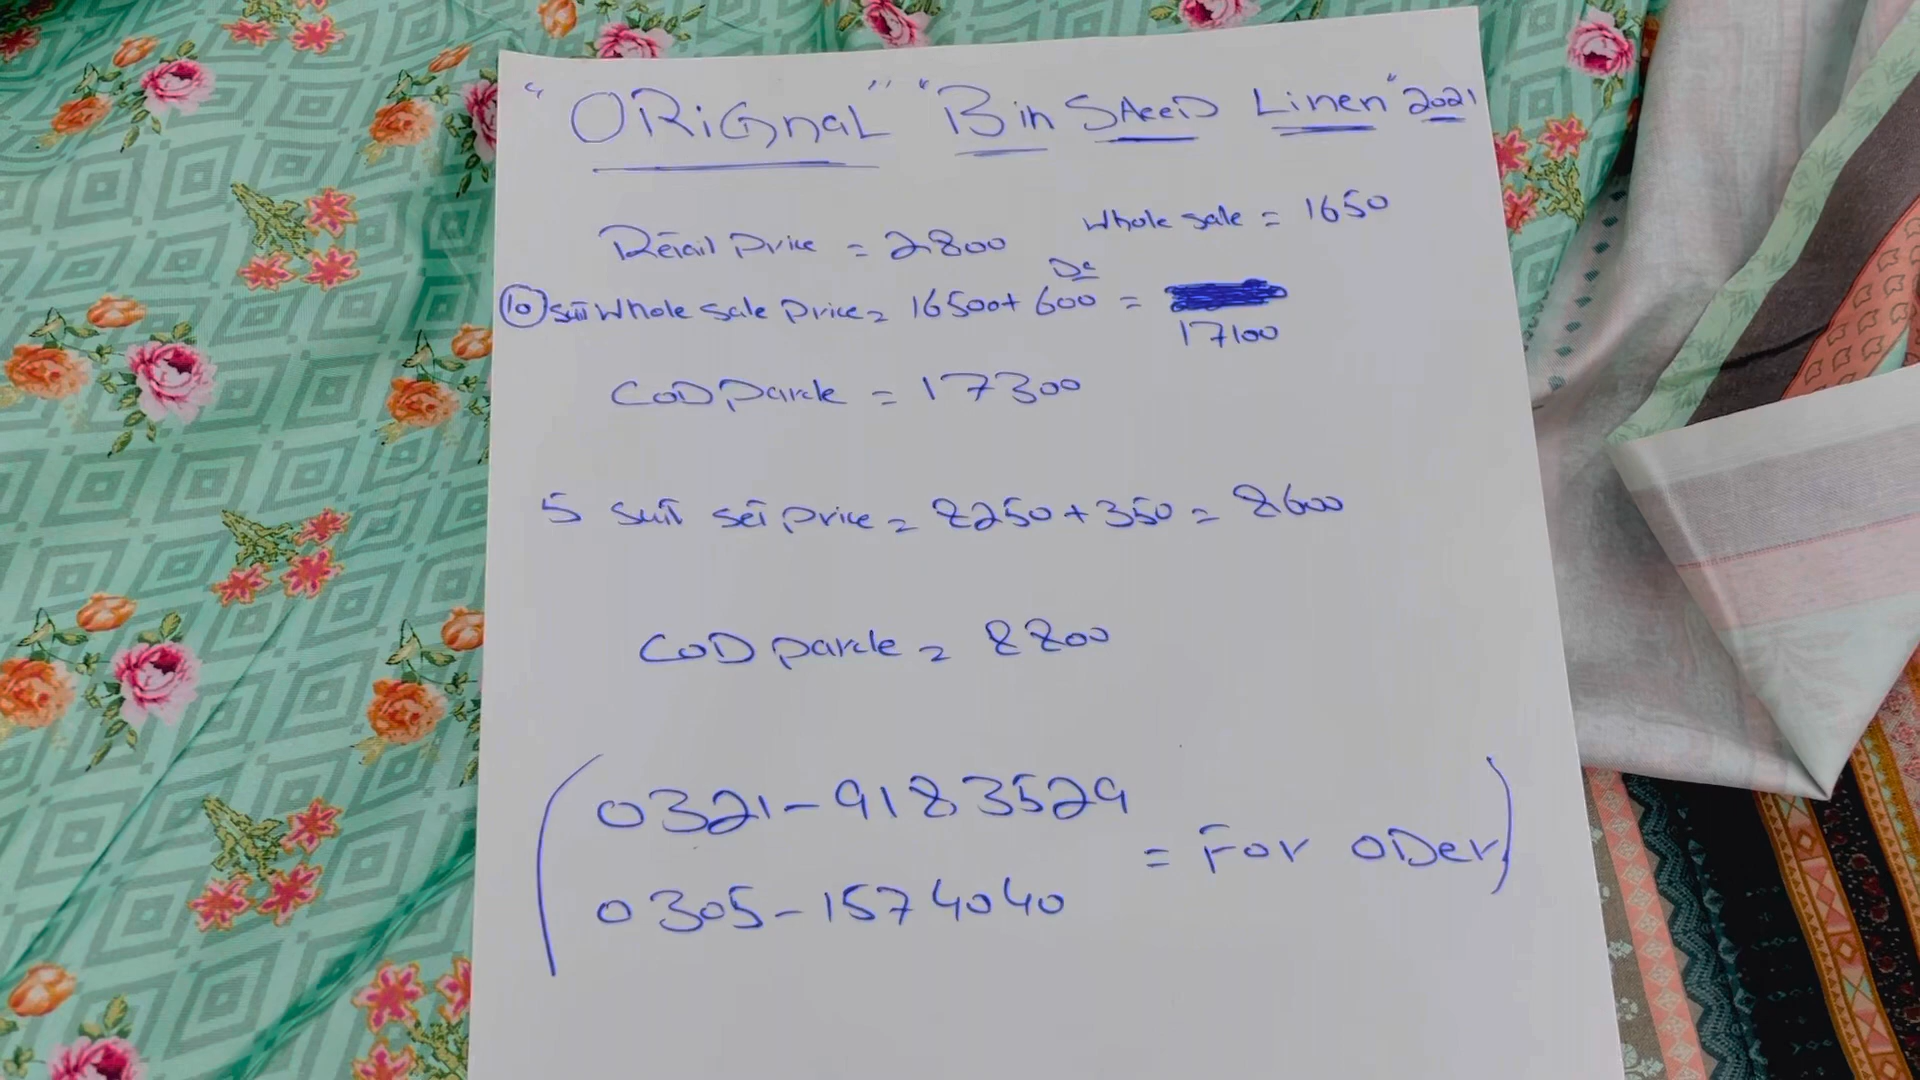 "ORiGnaL" "Bin SAeeD Linen" 2021
Retail Price = 2800 Whole sale = 1650
Dc
10 suit Whole sale Price = 16500+ 600 =
17100
CoD Parcle = 17300
5 suit set price = 8250 + 350 = 8600
CoD parcle = 8800
(0321-9183529
= For ODer)
0305-1574040